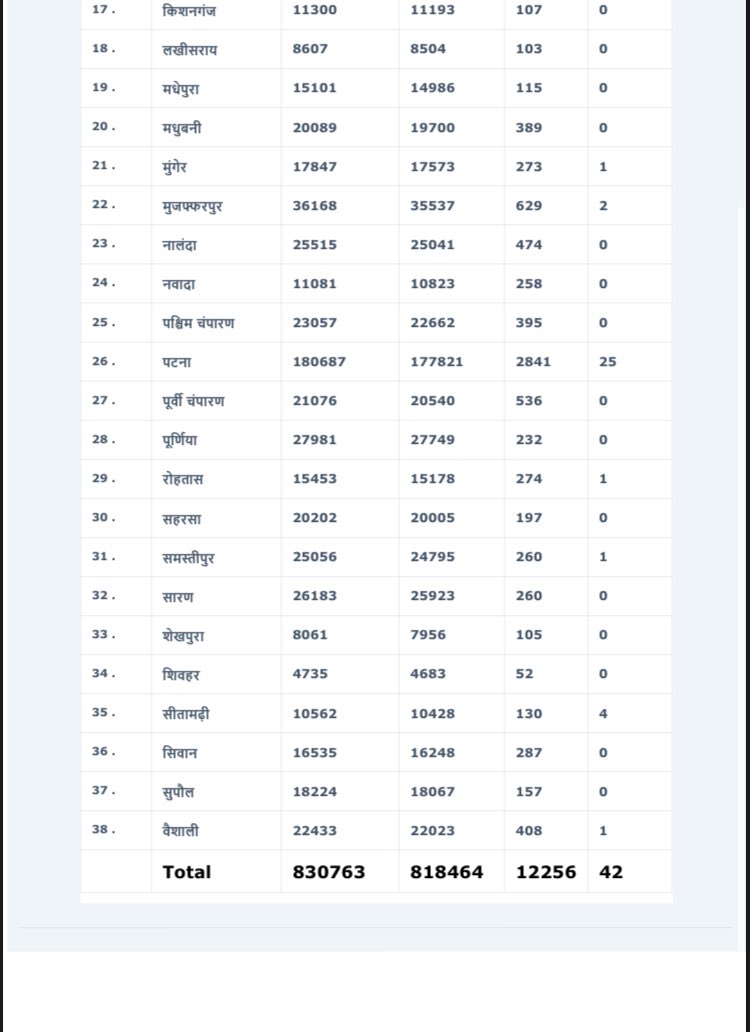 17 . किशनगंज 11300 11193 107 0
18 . लखीसराय 8607 8504 103 0
19 . मधेपुरा 15101 14986 115 0
20 . मधुबनी 20089 19700 389 0
21 . मुंगेर 17847 17573 273 1
22 . मुजफ्फरपुर 36168 35537 629 2
23 . नालंदा 25515 25041 474 0
24 . नवादा 11081 10823 258 0
25 . पश्चिम चंपारण 23057 22662 395 0
26 . पटना 180687 177821 2841 25
27 . पूर्वी चंपारण 21076 20540 536 0
28 . पूर्णिया 27981 27749 232 0
29 . रोहतास 15453 15178 274 1
30 . सहरसा 20202 20005 197 0
31 . समस्तीपुर 25056 24795 260 1
32 . सारण 26183 25923 260 0
33 . शेखपुरा 8061 7956 105 0
34 . शिवहर 4735 4683 52 0
35 . सीतामढ़ी 10562 10428 130 4
36 . सिवान 16535 16248 287 0
37 . सुपौल 18224 18067 157 0
38 . वैशाली 22433 22023 408 1
Total 830763 818464 12256 42